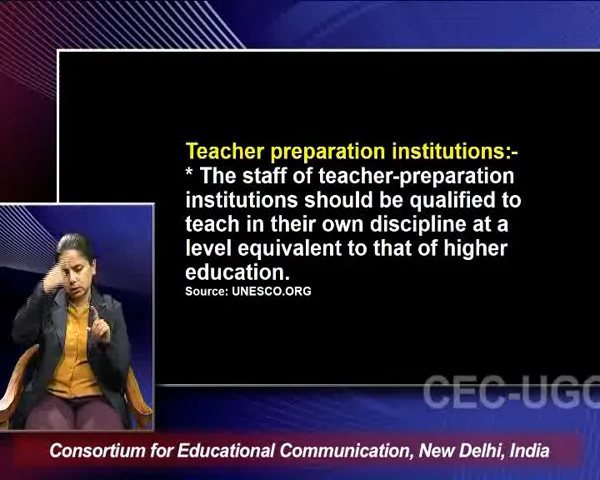 Teacher preparation institutions:-
* The staff of teacher-preparation
institutions should be qualified to
teach in their own discipline at a
level equivalent to that of higher
education.
Source: UNESCO.ORG
CEC-UGC
Consortium for Educational Communication, New Delhi, India